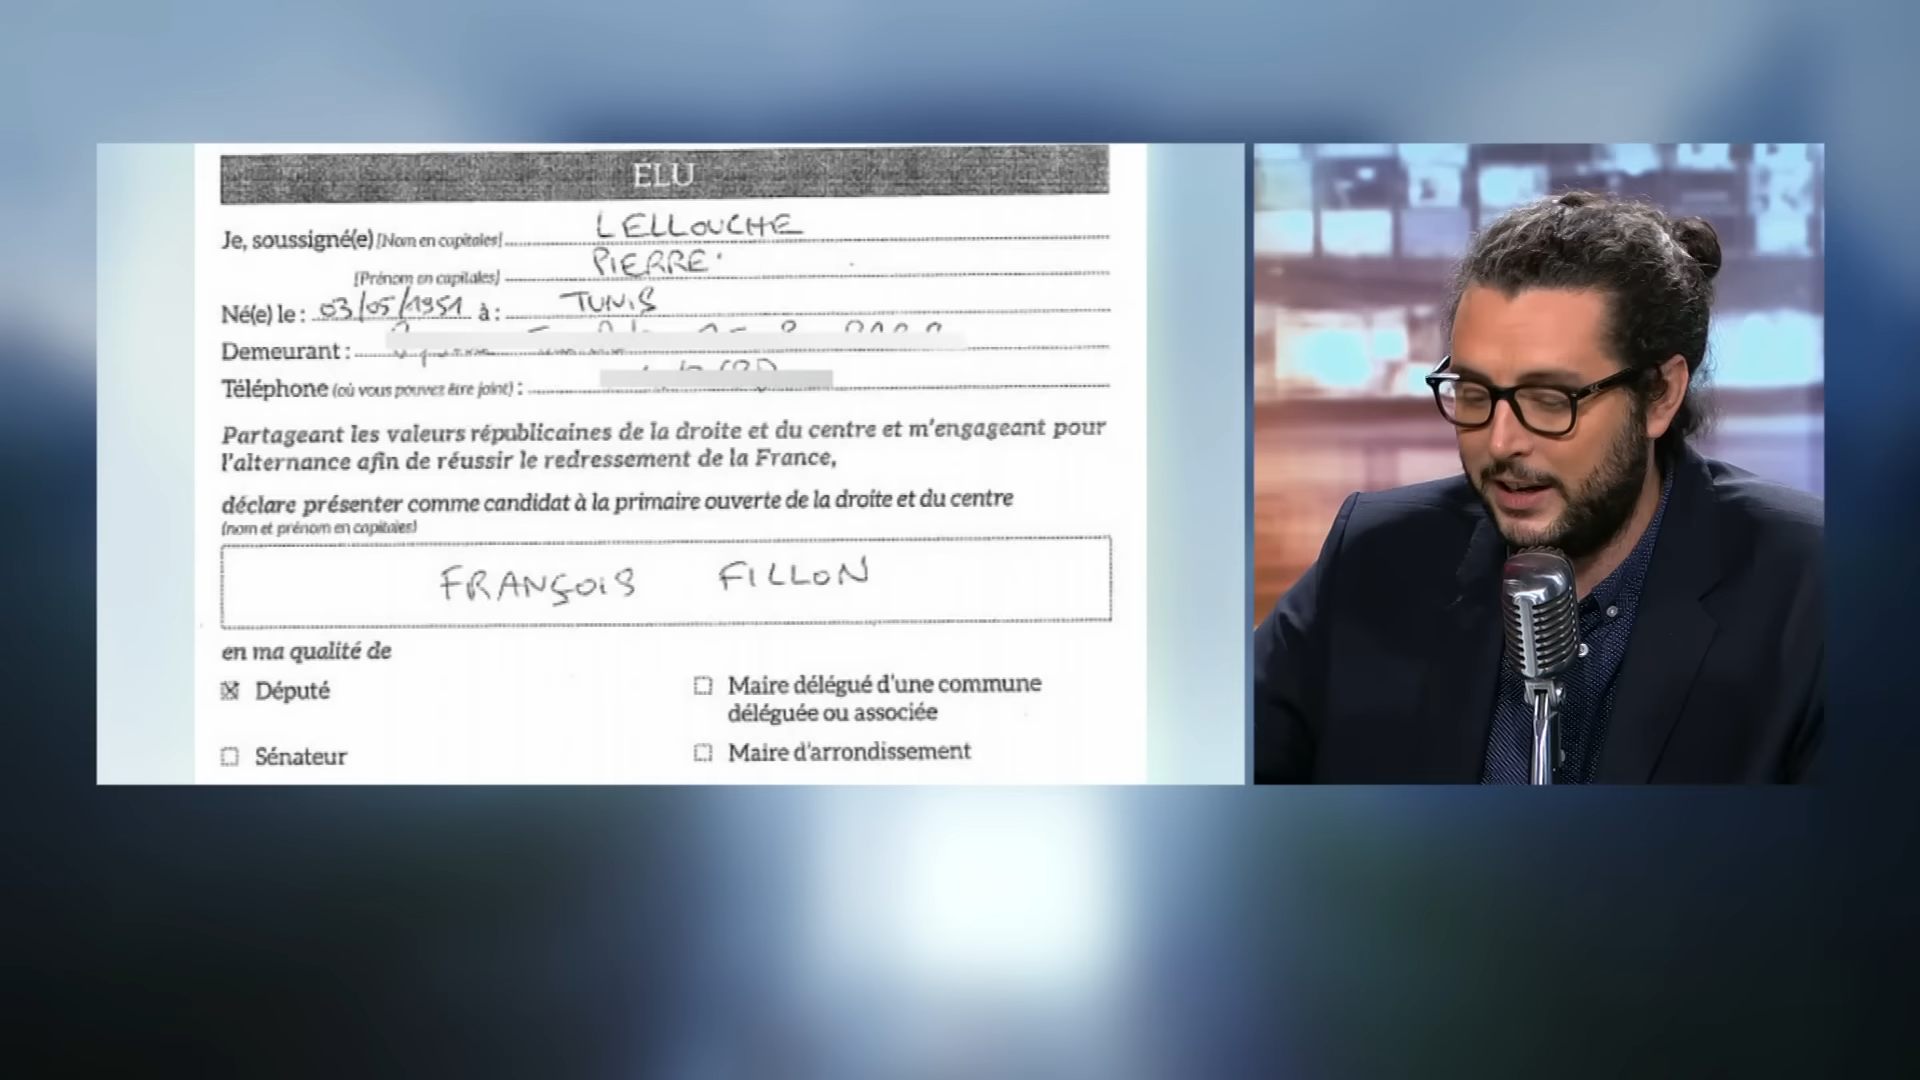 ÉLU
Je, soussigné(e) [Nom en capitales] LELLOUCHE
[Prénom en capitales] PIERRE
Né(e) le : 03/05/1951 à : TUNIS
Demeurant :
Téléphone (où vous pouvez être joint) :
Partageant les valeurs républicaines de la droite et du centre et m'engageant pour
l'alternance afin de réussir le redressement de la France,
déclare présenter comme candidat à la primaire ouverte de la droite et du centre
(nom et prénom en capitales)
FRANÇOIS FILLON
en ma qualité de
Député
Maire délégué d'une commune
déléguée ou associée
Sénateur
Maire d'arrondissement